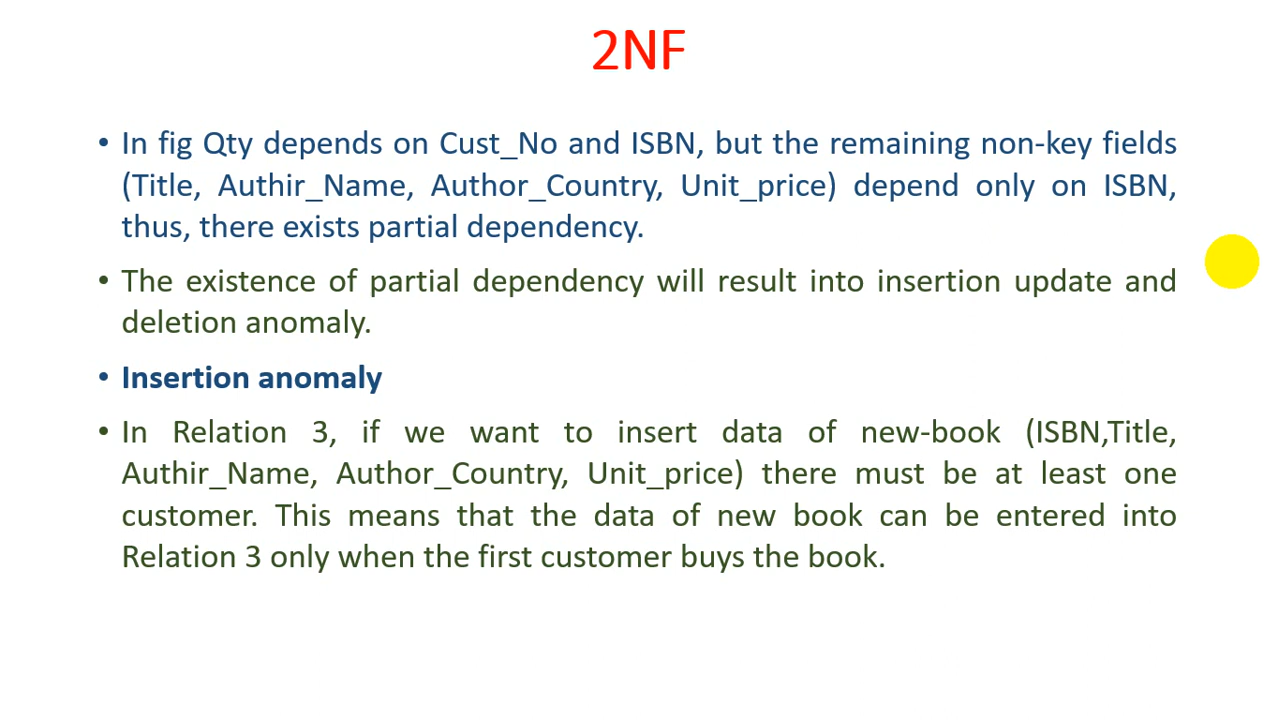 2NF
• In fig Qty depends on Cust_No and ISBN, but the remaining non-key fields
(Title, Authir_Name, Author_Country, Unit_price) depend only on ISBN,
thus, there exists partial dependency.
• The existence of partial dependency will result into insertion update and
deletion anomaly.
• Insertion anomaly
• In Relation 3, if we want to insert data of new-book (ISBN,Title,
Authir_Name, Author_Country, Unit_price) there must be at least one
customer. This means that the data of new book can be entered into
Relation 3 only when the first customer buys the book.